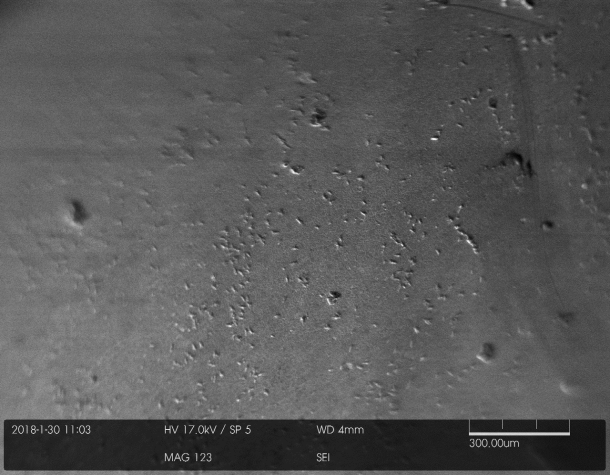 2018-1-30 11:03 HV 17.0kV / SP 5 WD 4mm
300.00um
MAG 123 SEI